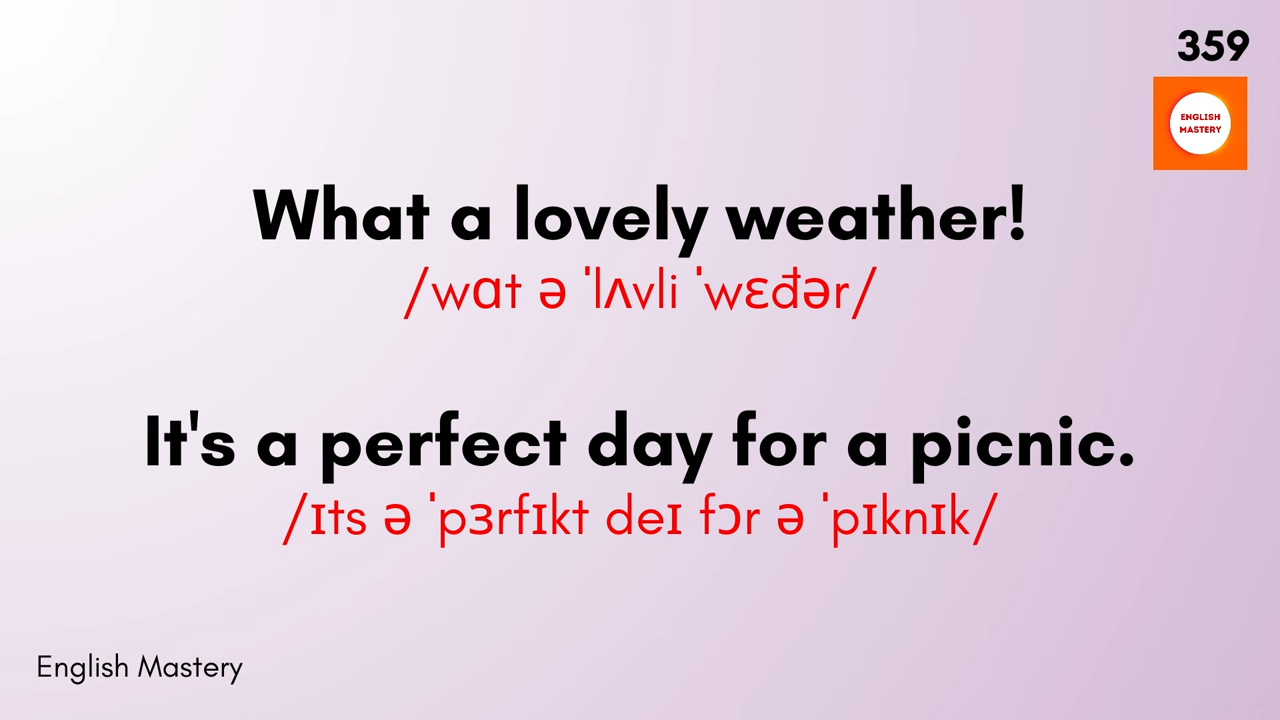 359
ENGLISH
MASTERY
What a lovely weather!
/wɑt ə ˈlʌvli ˈwɛđər/
It's a perfect day for a picnic.
/ɪts ə ˈpɜrfɪkt deɪ fɔr ə ˈpɪknɪk/
English Mastery